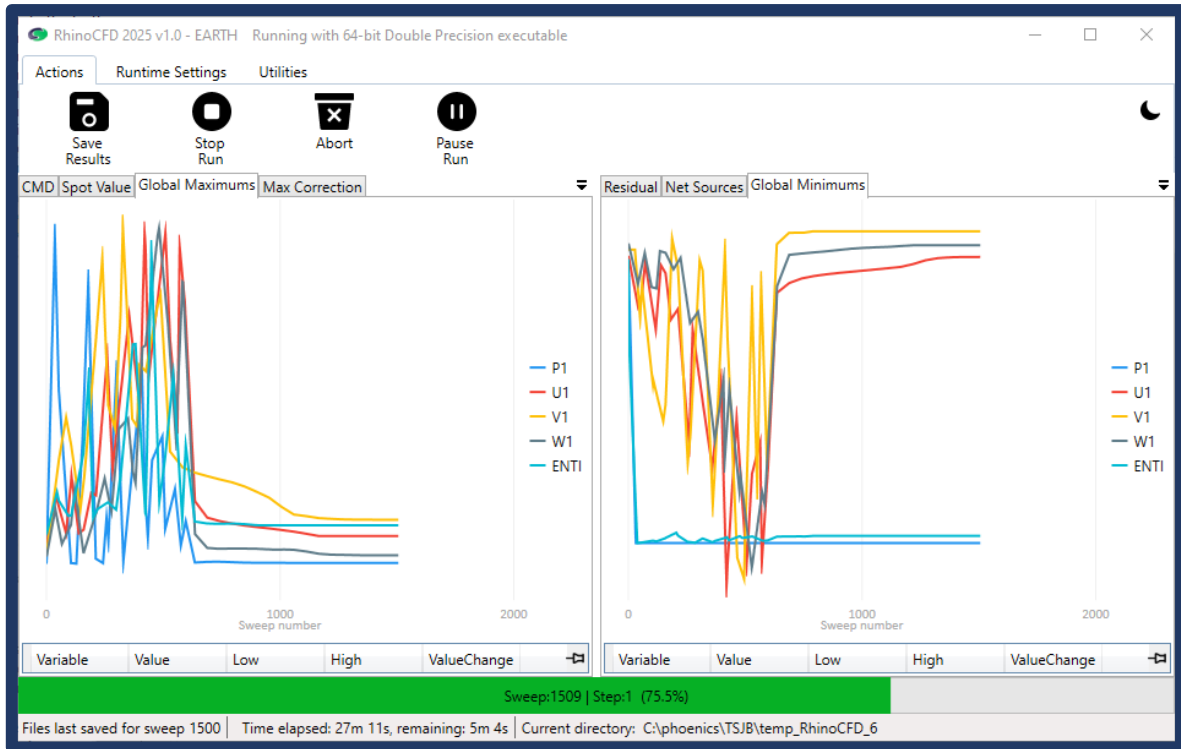 RhinoCFD 2025 v1.0 - EARTH Running with 64-bit Double Precision executable
Actions Runtime Settings Utilities
Save Results Stop Run Abort Pause Run
CMD Spot Value Global Maximums Max Correction
P1
U1
V1
W1
ENTI
0 1000 2000
Sweep number
Variable Value Low High ValueChange
Residual Net Sources Global Minimums
P1
U1
V1
W1
ENTI
0 1000 2000
Sweep number
Variable Value Low High ValueChange
Sweep:1509 | Step:1 (75.5%)
Files last saved for sweep 1500 Time elapsed: 27m 11s, remaining: 5m 4s Current directory: C:\phoenics\TSJB\temp_RhinoCFD_6